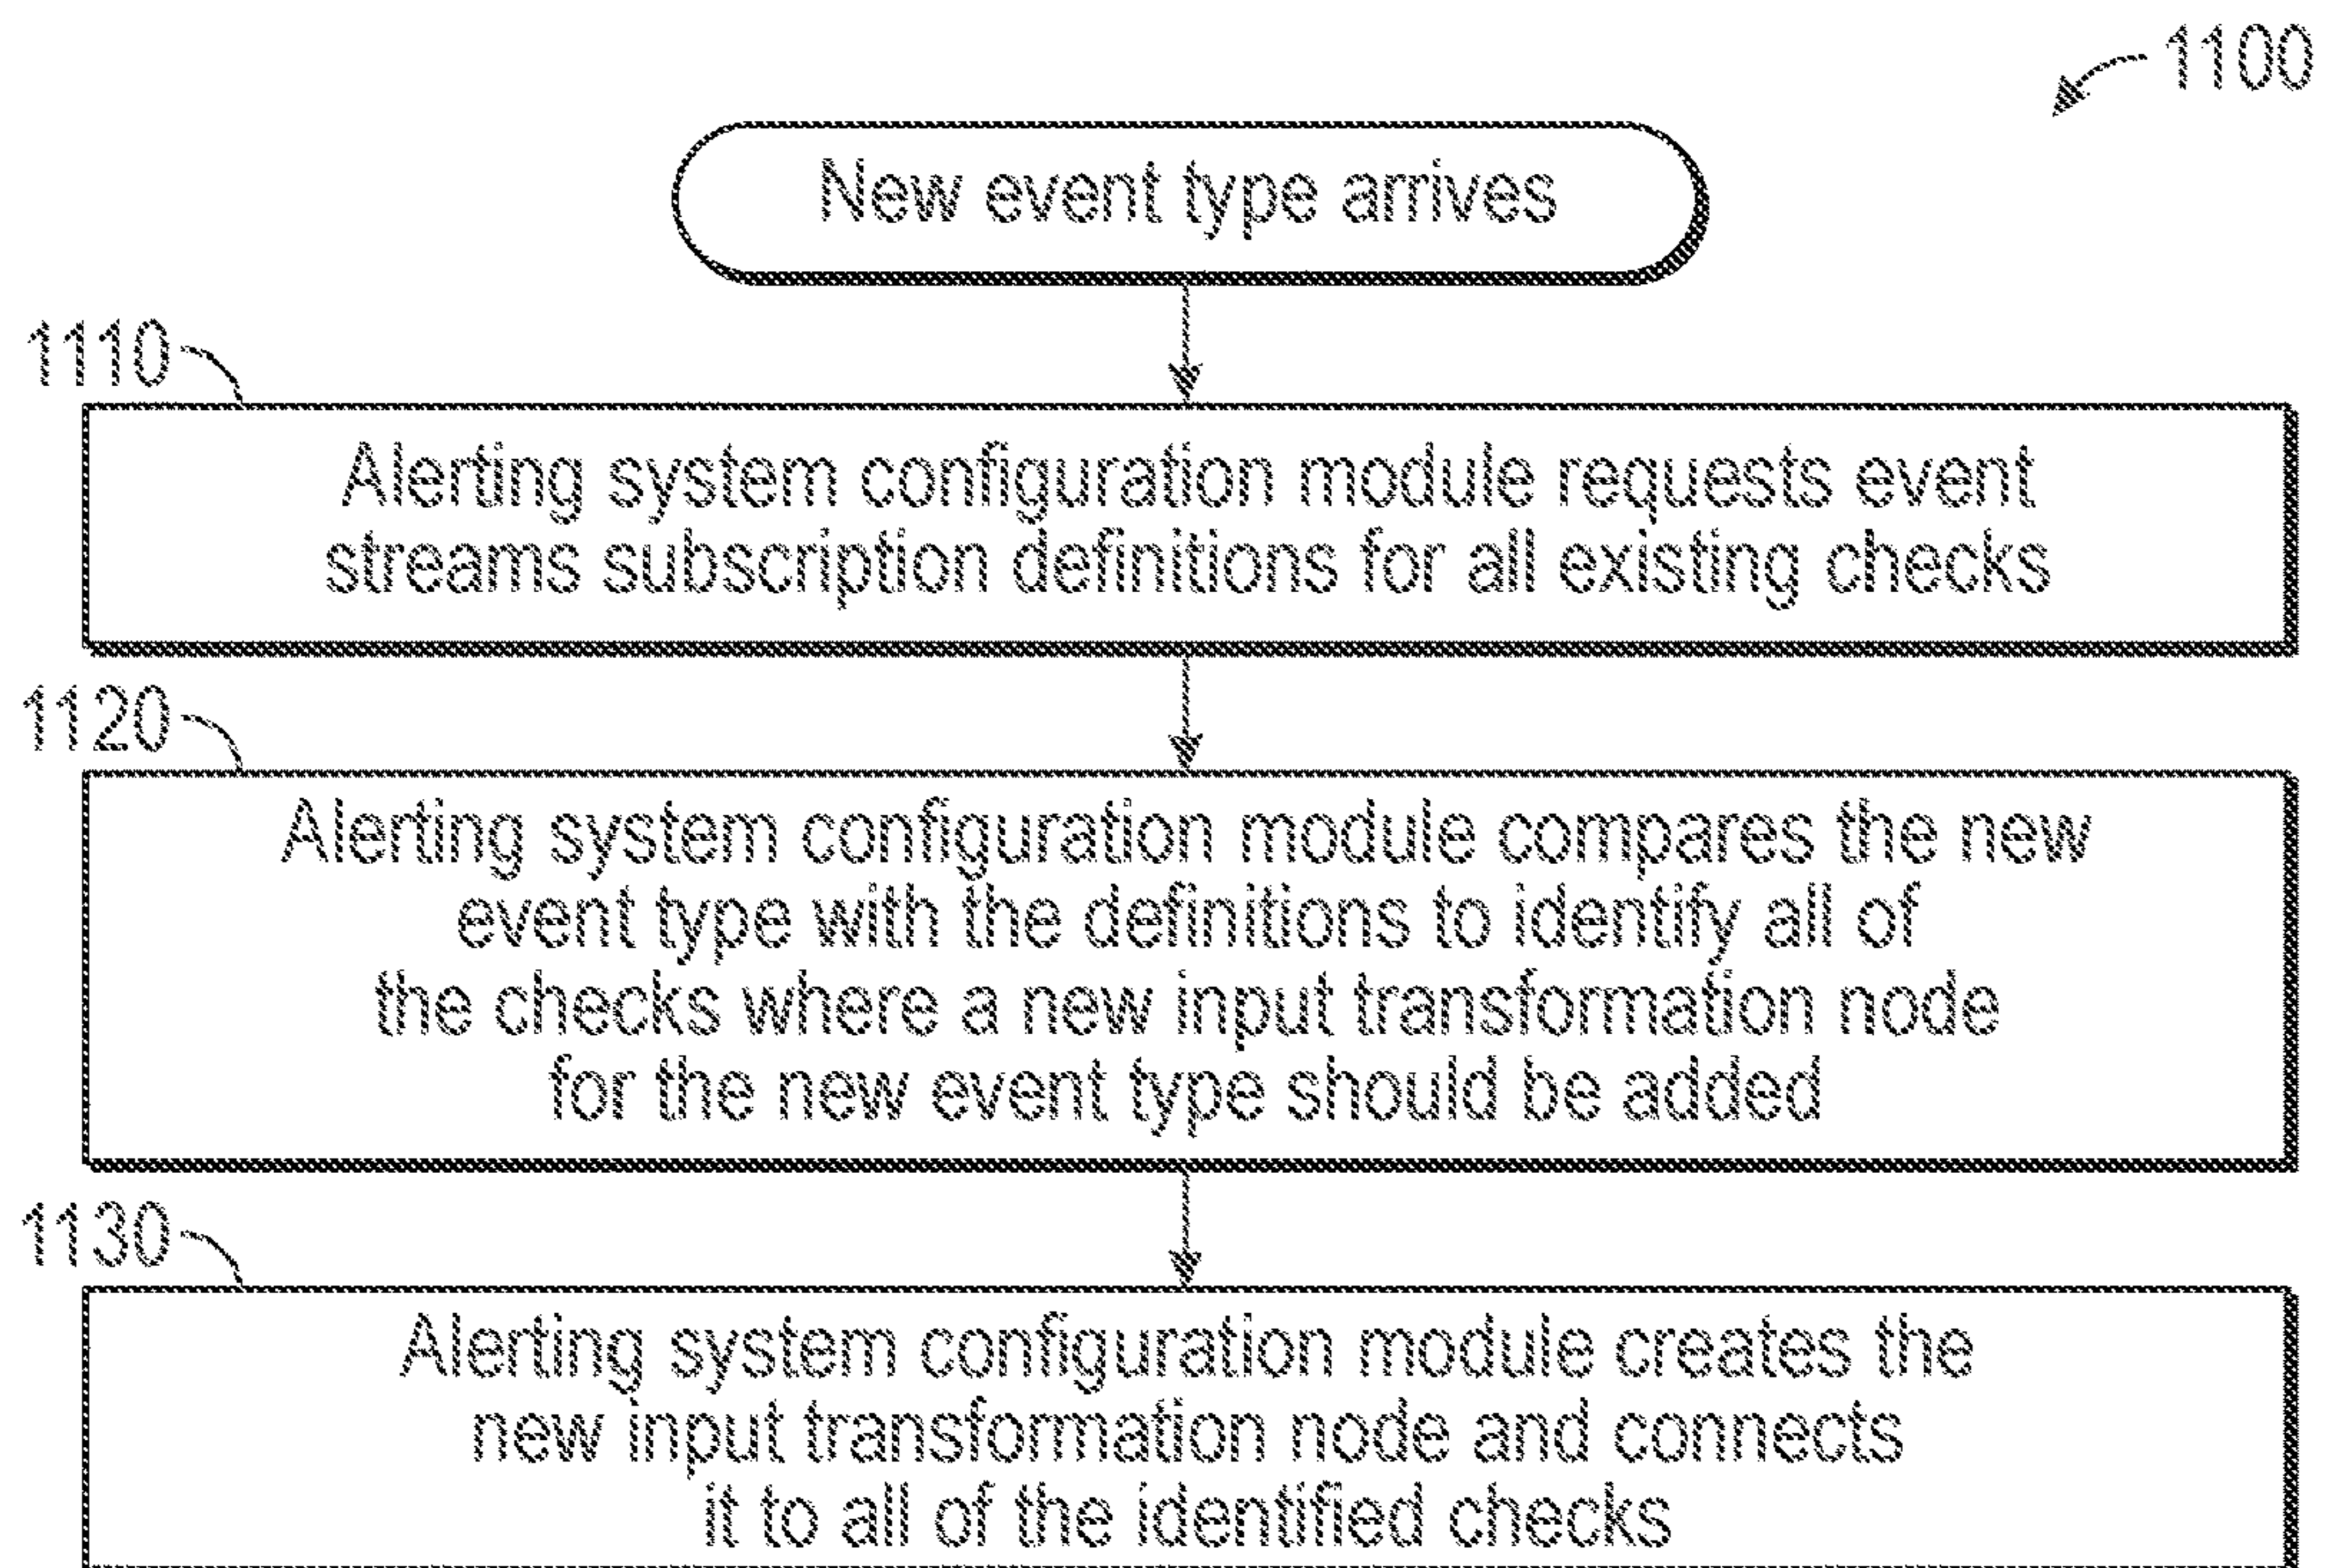 1100
New event type arrives
1110
Alerting system configuration module requests event
streams subscription definitions for all existing checks
1120
Alerting system configuration module compares the new
event type with the definitions to identify all of
the checks where a new input transformation node
for the new event type should be added
1130
Alerting system configuration module creates the
new input transformation node and connects
it to all of the identified checks